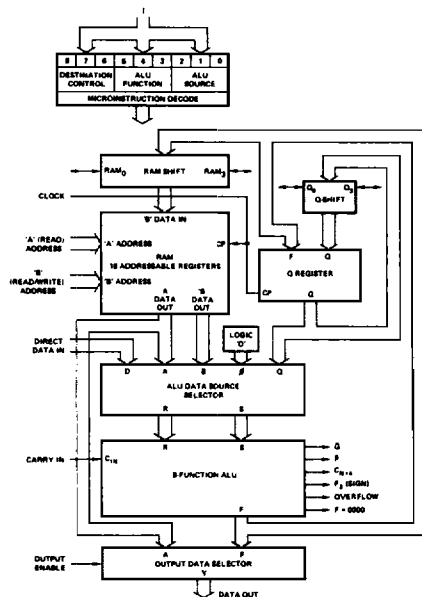 I
8 7 6 5 4 3 2 1 0
DESTINATION CONTROL
ALU FUNCTION
ALU SOURCE
MICROINSTRUCTION DECODE
RAM0 RAM SHIFT RAM3
Q0 Q3
Q-SHIFT
CLOCK
'B' DATA IN
'A' (READ) ADDRESS
'A' ADDRESS
CP
RAM
16 ADDRESSABLE REGISTERS
'B' (READ/WRITE) ADDRESS
'B' ADDRESS
A DATA OUT
'B' DATA OUT
F Q
Q REGISTER
CP Q
LOGIC '0'
DIRECT DATA IN
D A B Ø Q
ALU DATA SOURCE SELECTOR
R S
R S
CARRY IN
CIN
8-FUNCTION ALU
F
G
P
CN+4
F3 (SIGN)
OVERFLOW
F = 0000
OUTPUT ENABLE
A F
OUTPUT DATA SELECTOR
Y
DATA OUT